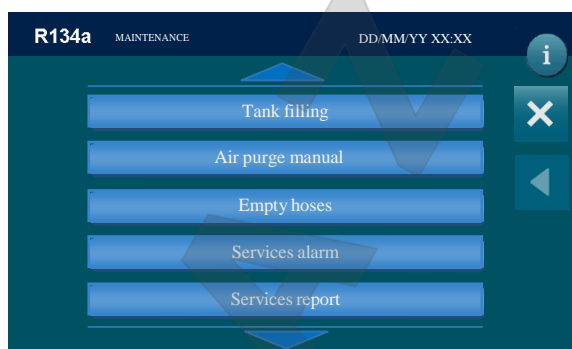 R134a MAINTENANCE DD/MM/YY XX:XX
i
Tank filling
Air purge manual
Empty hoses
Services alarm
Services report